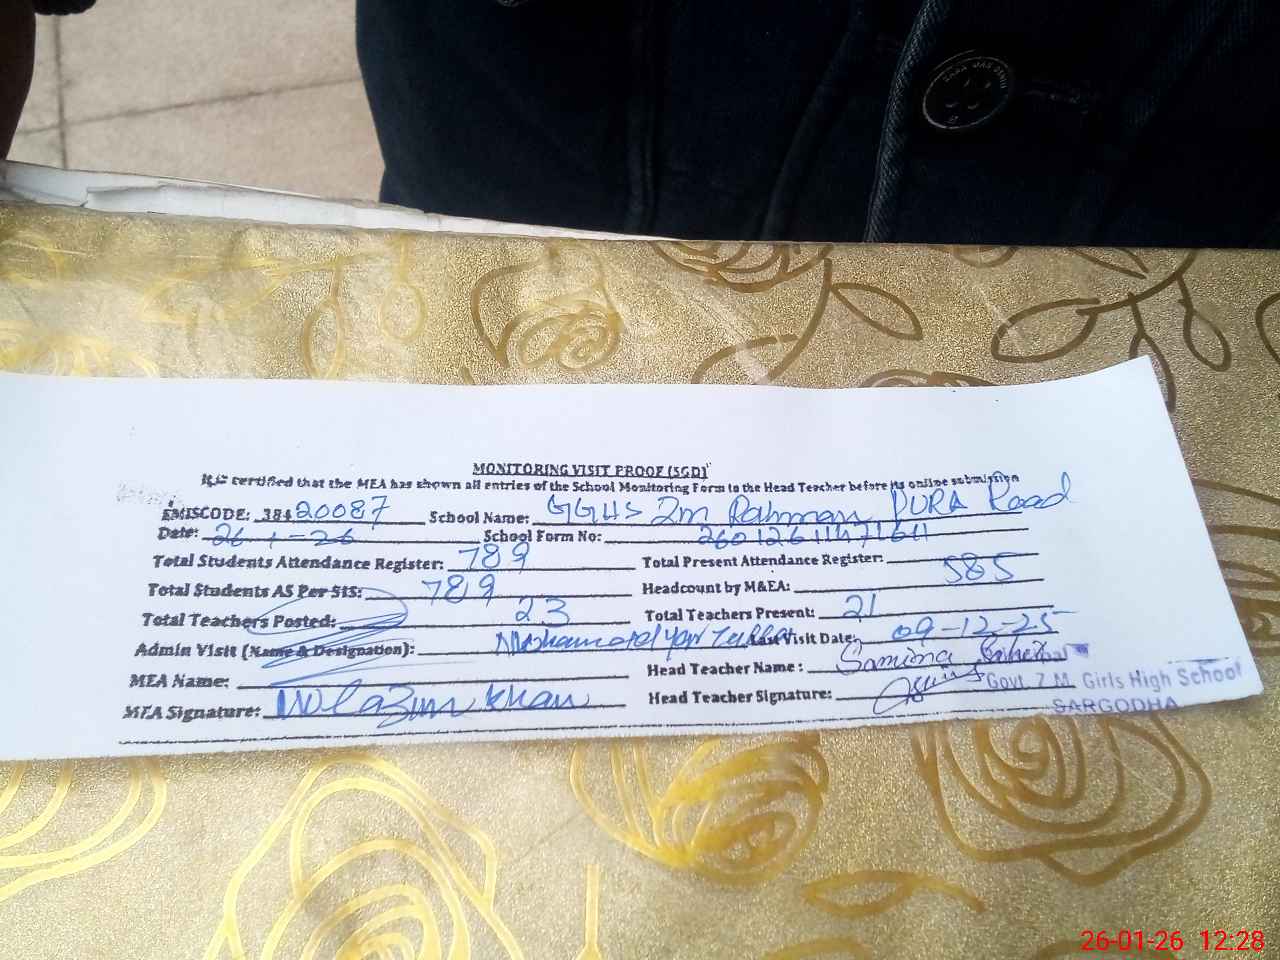 MONITORING VISIT PROOF (SGD)
It is certified that the MEA has shown all entries of the School Monitoring Form to the Head Teacher before its online submission
EMISCODE: 38420087 School Name: GGHS ZM Rahman PURA Road
Date: 26-1-26 School Form No:
Total Students Attendance Register: 789 Total Present Attendance Register: 585
Total Students AS Per SIS: 789 Headcount by M&EA:
Total Teachers Posted: 23 Total Teachers Present: 21
Admin Visit (Name & Designation): Last Visit Date: 09-12-25
MEA Name: Head Teacher Name: Samina
MEA Signature: Khan Head Teacher Signature:
Principal
Govt. Z.M. Girls High School
SARGODHA
26-01-26 12:28